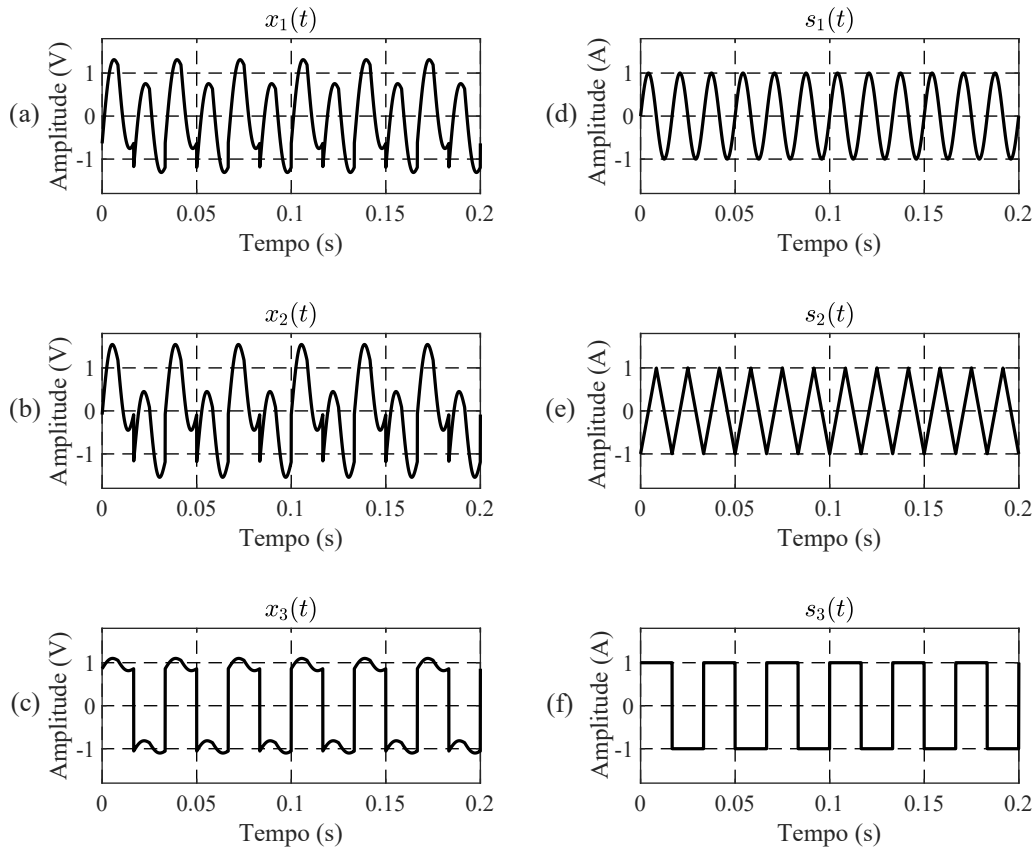 x₁(t)
(a)
Amplitude (V)
1
0
-1
0 0.05 0.1 0.15 0.2
Tempo (s)
s₁(t)
(d)
Amplitude (A)
1
0
-1
0 0.05 0.1 0.15 0.2
Tempo (s)
x₂(t)
(b)
Amplitude (V)
1
0
-1
0 0.05 0.1 0.15 0.2
Tempo (s)
s₂(t)
(e)
Amplitude (A)
1
0
-1
0 0.05 0.1 0.15 0.2
Tempo (s)
x₃(t)
(c)
Amplitude (V)
1
0
-1
0 0.05 0.1 0.15 0.2
Tempo (s)
s₃(t)
(f)
Amplitude (A)
1
0
-1
0 0.05 0.1 0.15 0.2
Tempo (s)